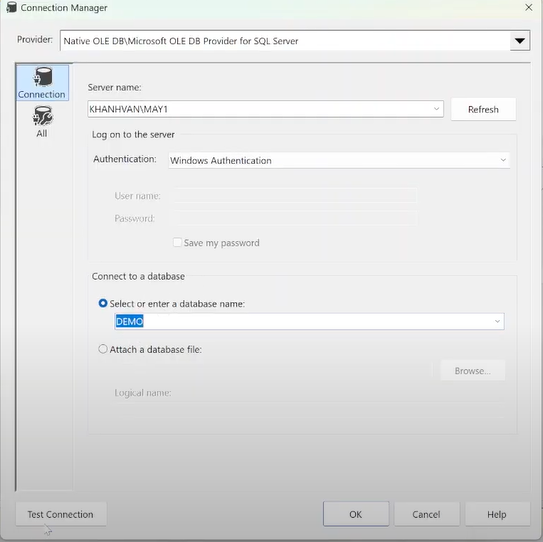 Connection Manager
Provider: Native OLE DB\Microsoft OLE DB Provider for SQL Server
Connection
All
Server name:
KHANHVAN\MAY1 Refresh
Log on to the server
Authentication: Windows Authentication
User name:
Password:
Save my password
Connect to a database
Select or enter a database name:
DEMO
Attach a database file:
Browse...
Logical name:
Test Connection OK Cancel Help